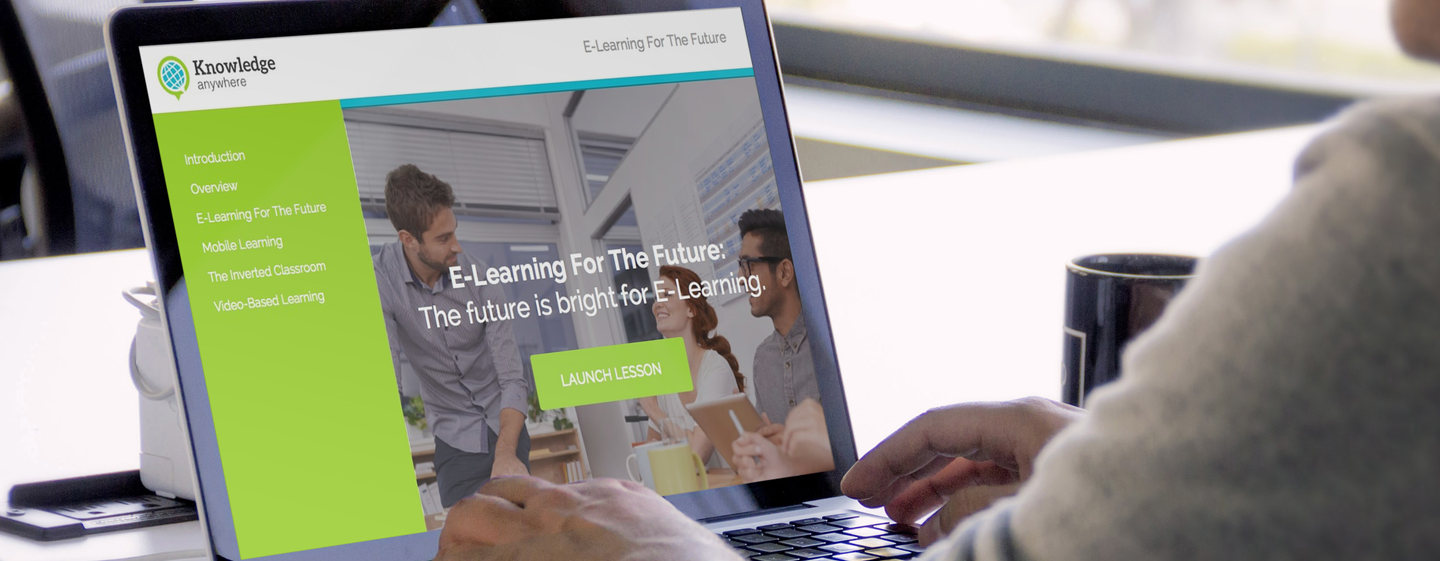 Knowledge
anywhere
E-Learning For The Future
Introduction
Overview
E-Learning For The Future
Mobile Learning
The Inverted Classroom
Video-Based Learning
E-Learning For The Future:
The future is bright for E-Learning.
LAUNCH LESSON